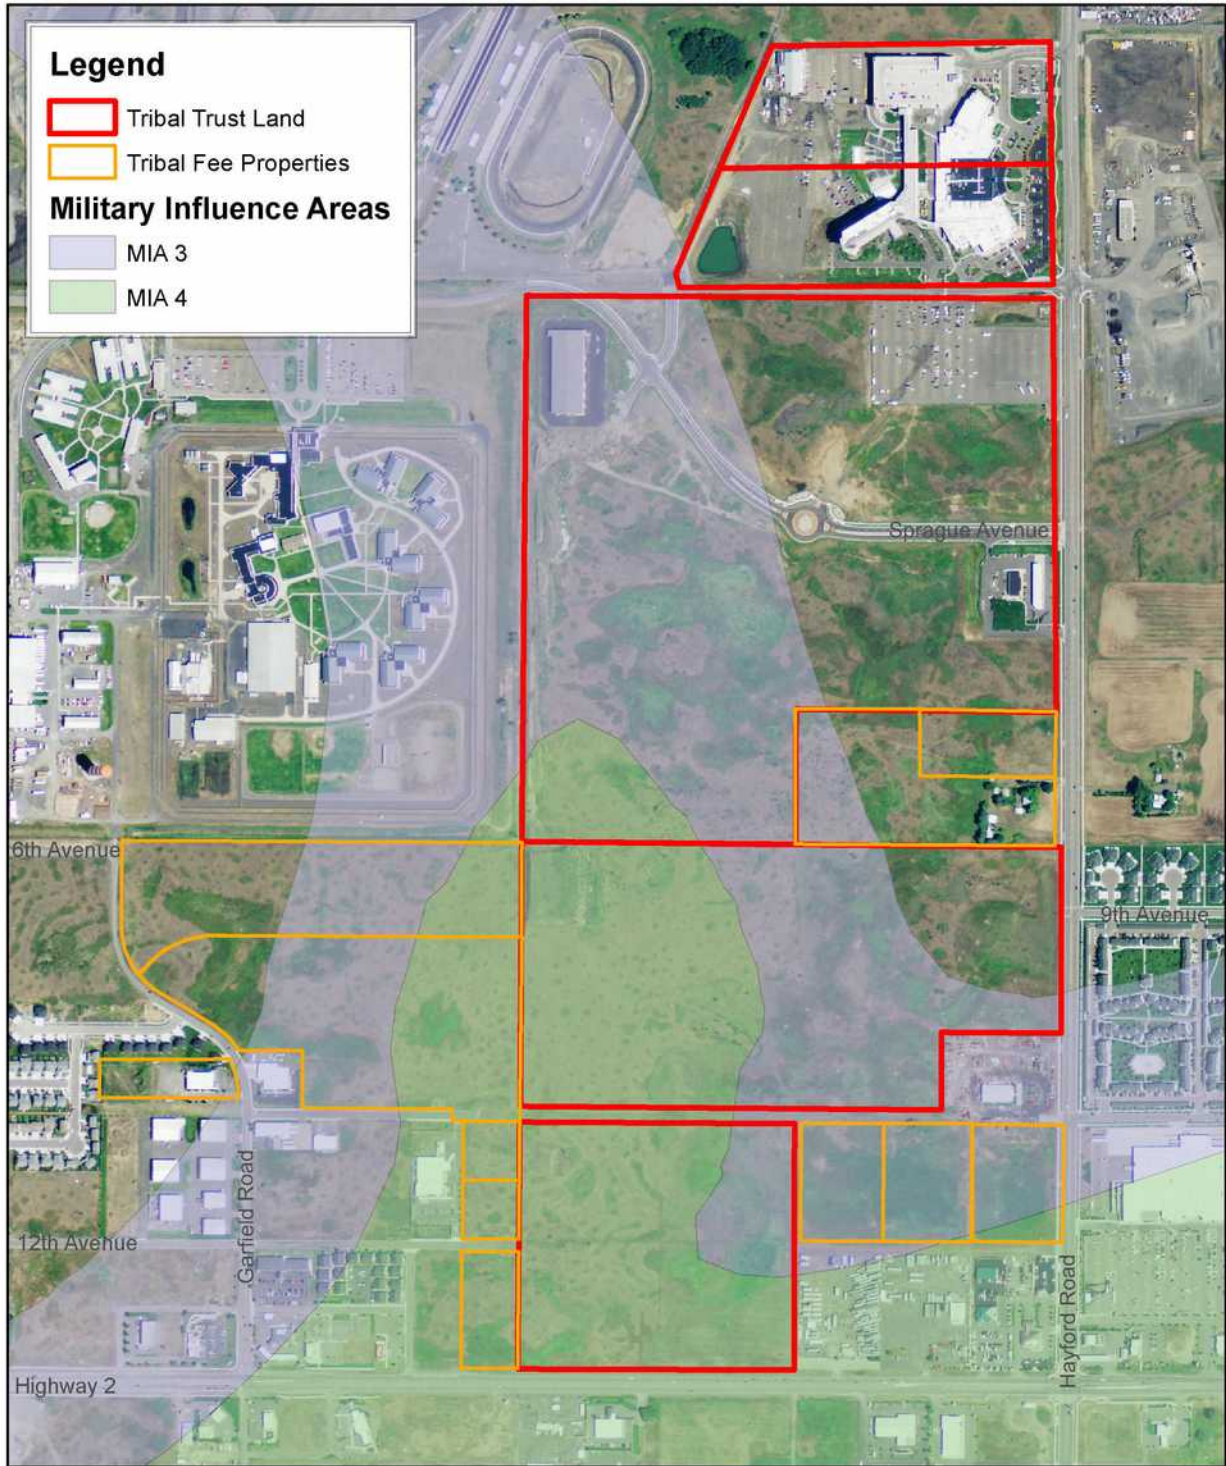 Legend
Tribal Trust Land
Tribal Fee Properties
Military Influence Areas
MIA 3
MIA 4
Sprague Avenue
6th Avenue
9th Avenue
Garfield Road
12th Avenue
Hayford Road
Highway 2